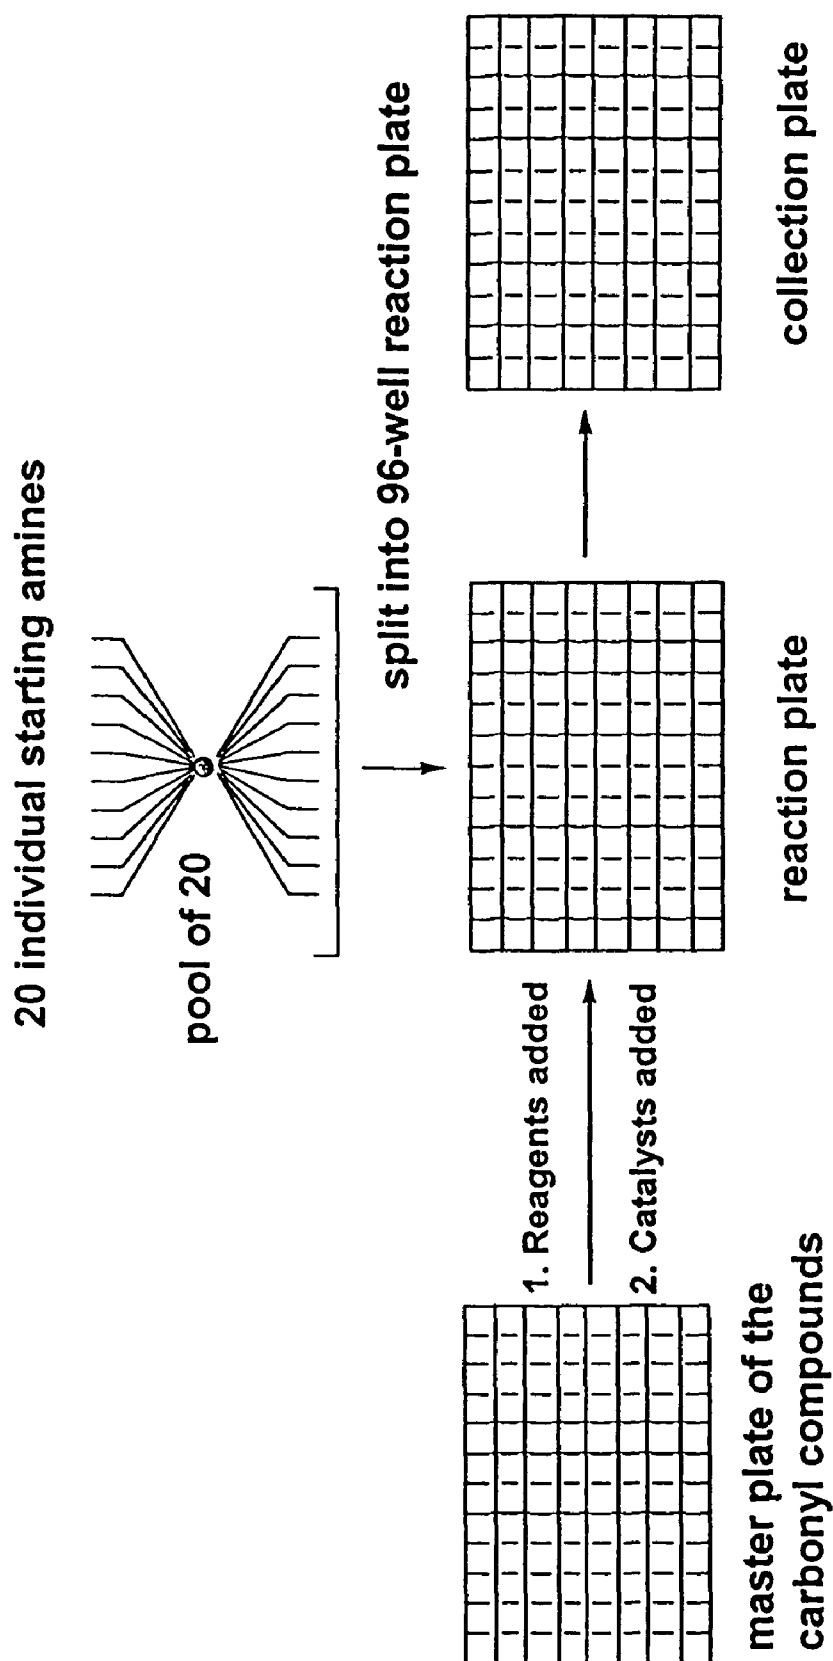 20 individual starting amines
pool of 20
split into 96-well reaction plate
1. Reagents added
2. Catalysts added
master plate of the
carbonyl compounds
reaction plate
collection plate